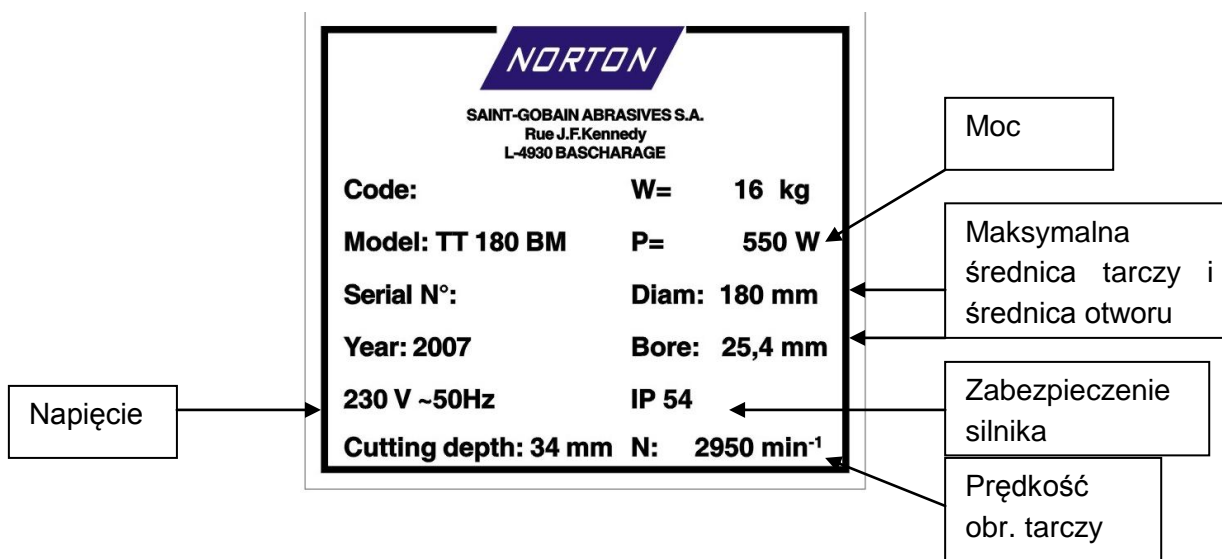 NORTON
SAINT-GOBAIN ABRASIVES S.A.
Rue J.F.Kennedy
L-4930 BASCHARAGE
Code: W= 16 kg
Model: TT 180 BM P= 550 W
Serial N°: Diam: 180 mm
Year: 2007 Bore: 25,4 mm
230 V ~50Hz IP 54
Cutting depth: 34 mm N: 2950 min⁻¹
Napięcie
Moc
Maksymalna
średnica tarczy i
średnica otworu
Zabezpieczenie
silnika
Prędkość
obr. tarczy